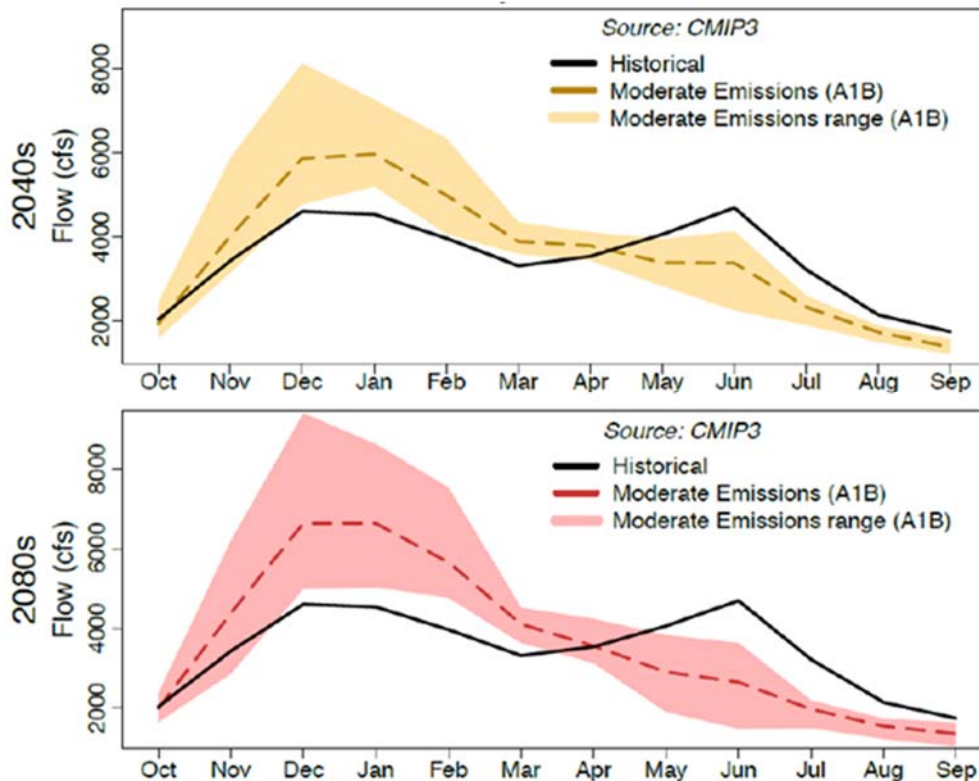 Source: CMIP3
Historical
Moderate Emissions (A1B)
Moderate Emissions range (A1B)
2040s
Flow (cfs)
8000
6000
4000
2000
Oct Nov Dec Jan Feb Mar Apr May Jun Jul Aug Sep
Source: CMIP3
Historical
Moderate Emissions (A1B)
Moderate Emissions range (A1B)
2080s
Flow (cfs)
8000
6000
4000
2000
Oct Nov Dec Jan Feb Mar Apr May Jun Jul Aug Sep